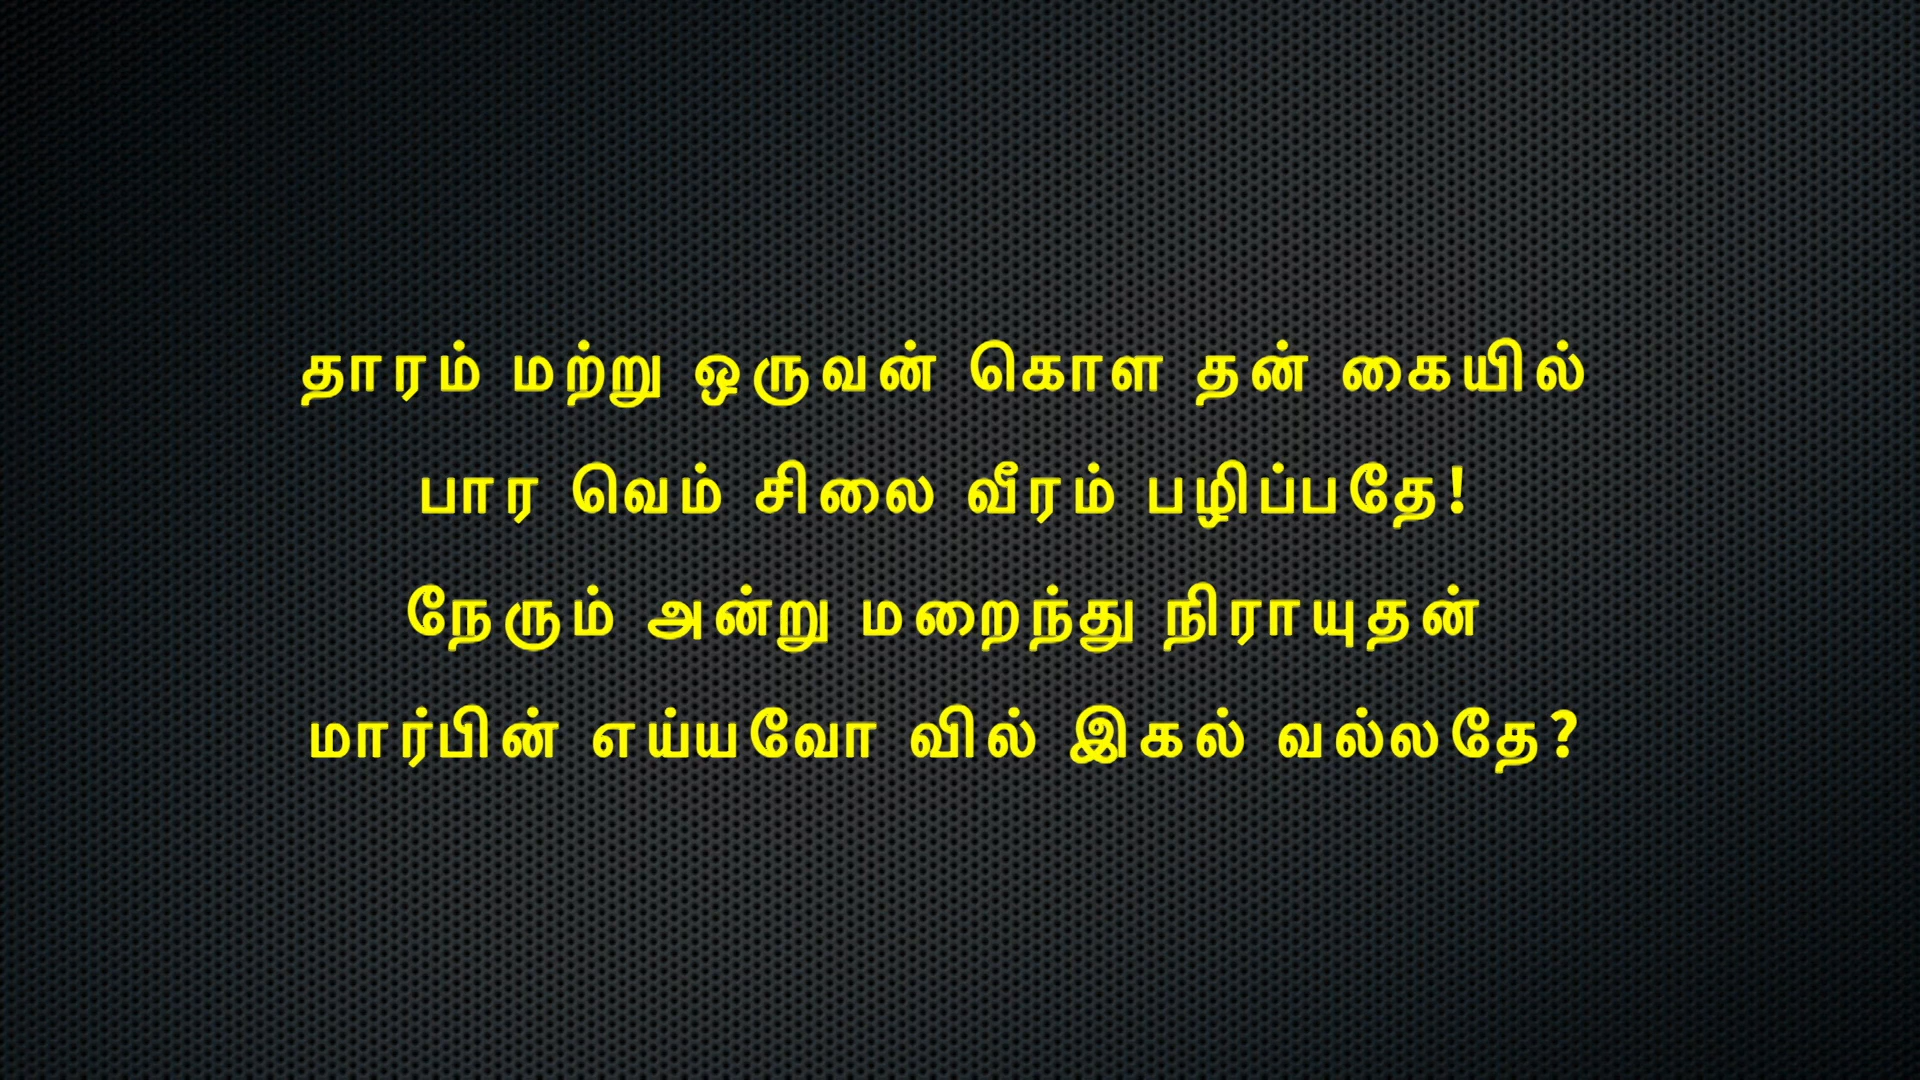 தாரம் மற்று ஒருவன் கொள தன் கையில்
பார வெம் சிலை வீரம் பழிப்பதே!
நேரும் அன்று மறைந்து நிராயுதன்
மார்பின் எய்யவோ வில் இகல் வல்லதே?